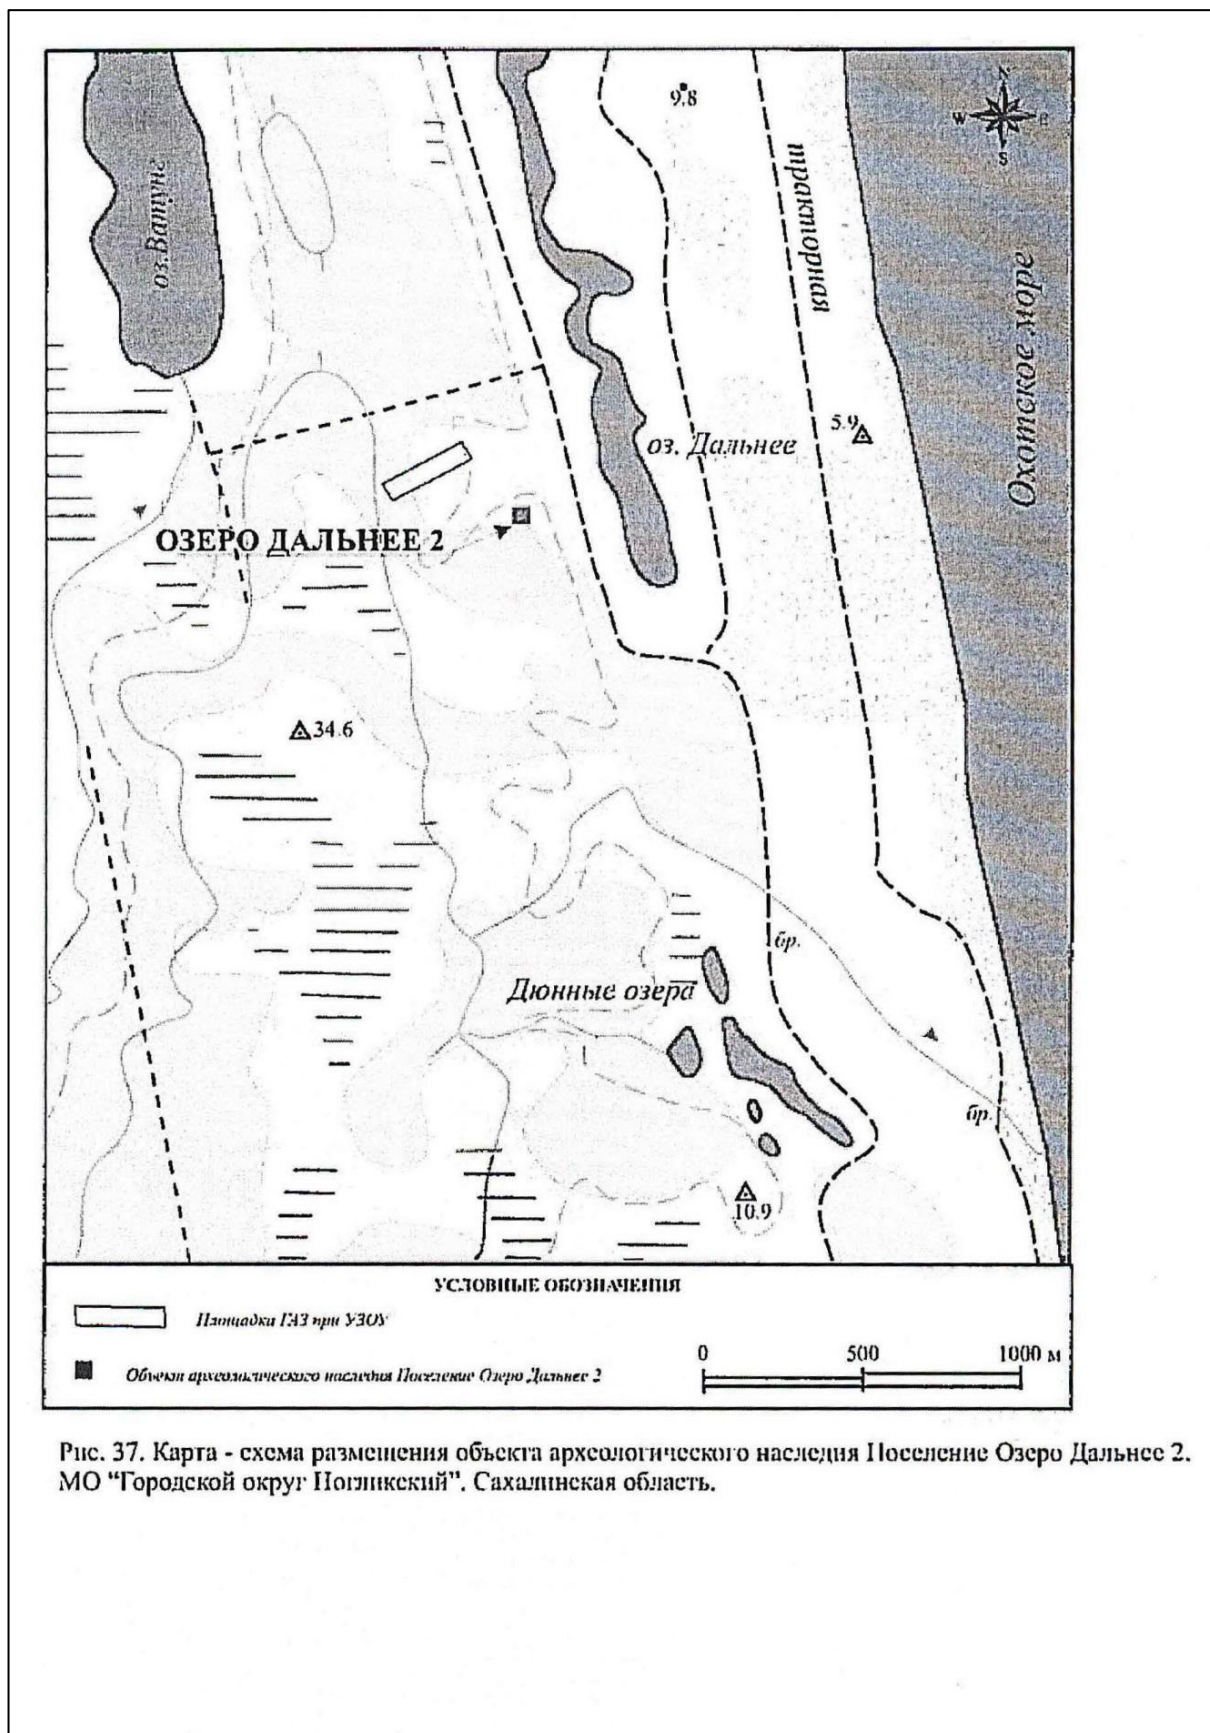 N
W E
S
9.8
оз.Ватунг
тракторная
Охотское море
5.9
оз. Дальнее
ОЗЕРО ДАЛЬНЕЕ 2
34.6
бр.
Дюнные озера
бр.
10.9
УСЛОВНЫЕ ОБОЗНАЧЕНИЯ
Площадки ГАЗ при УЗОУ
0 500 1000 м
Объект археологического наследия Поселение Озеро Дальнее 2
Рис. 37. Карта - схема размещения объекта археологического наследия Поселение Озеро Дальнее 2.
МО “Городской округ Ногликский”. Сахалинская область.